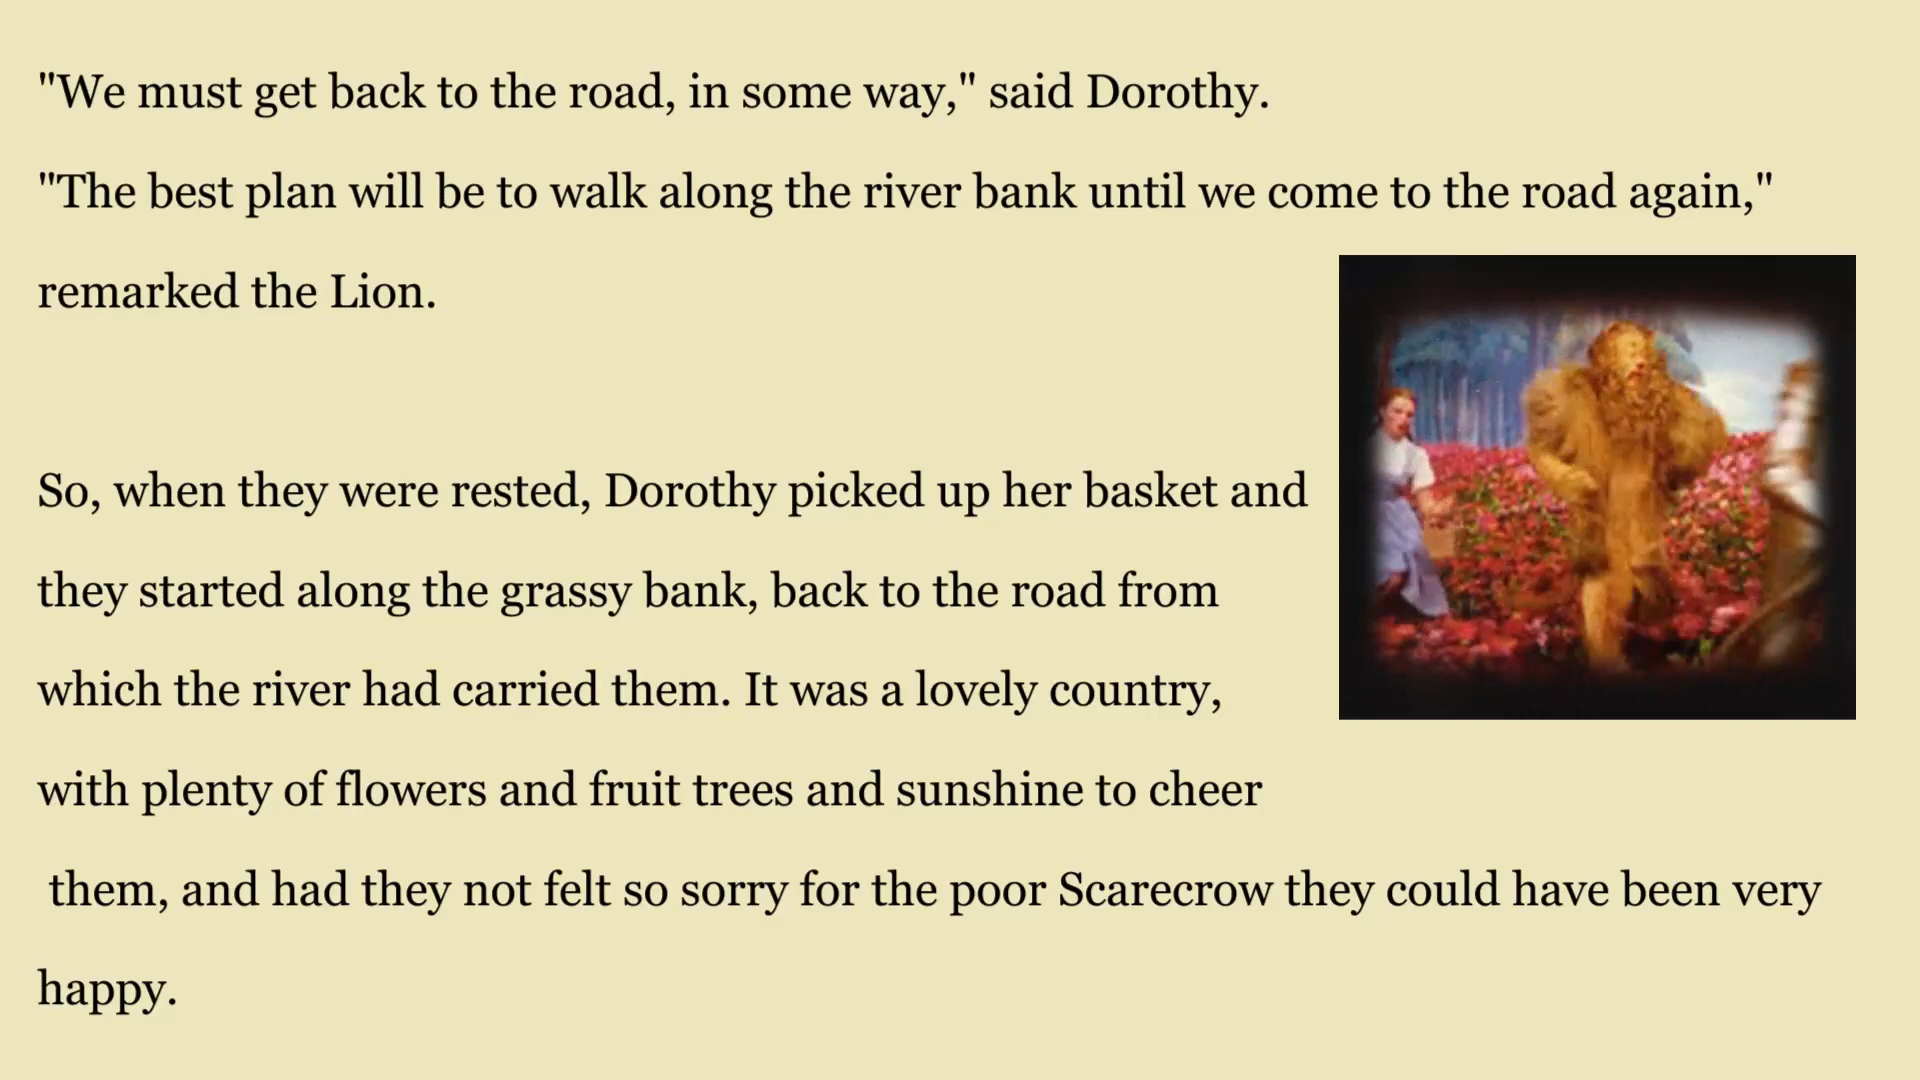 "We must get back to the road, in some way," said Dorothy.
"The best plan will be to walk along the river bank until we come to the road again,"
remarked the Lion.
So, when they were rested, Dorothy picked up her basket and
they started along the grassy bank, back to the road from
which the river had carried them. It was a lovely country,
with plenty of flowers and fruit trees and sunshine to cheer
them, and had they not felt so sorry for the poor Scarecrow they could have been very
happy.